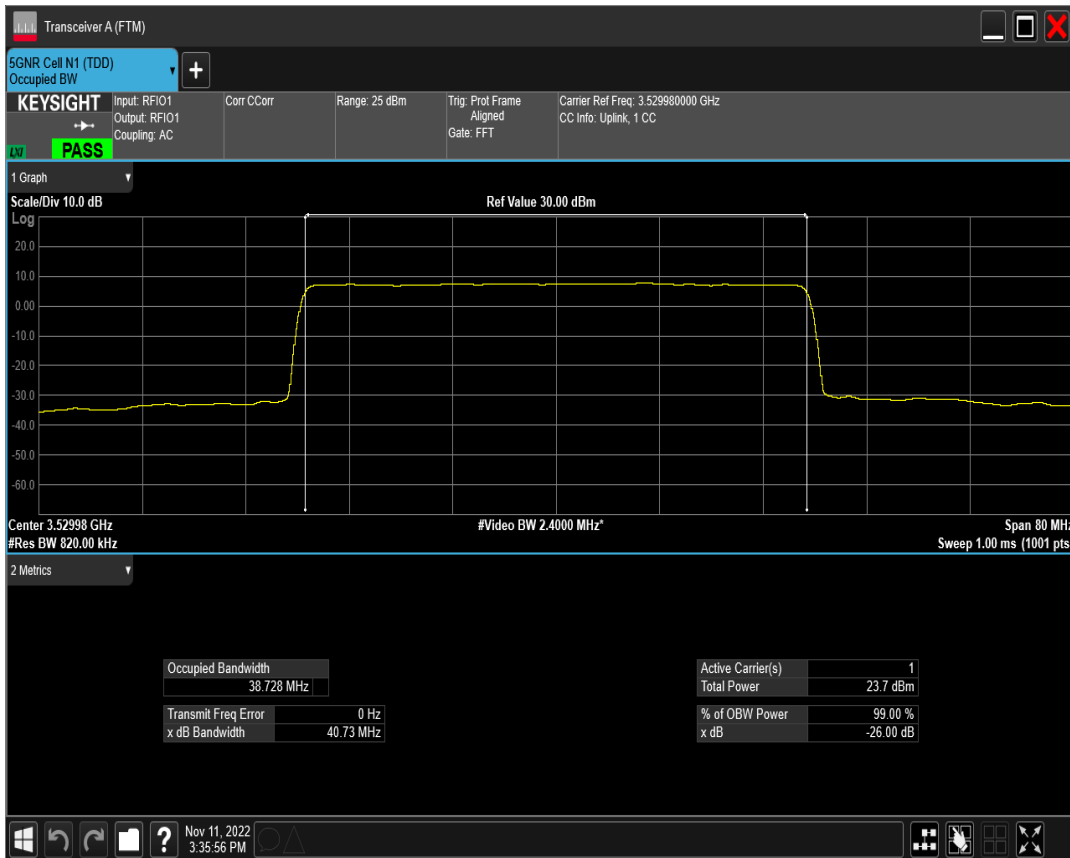 Transceiver A (FTM)
5GNR Cell N1 (TDD)
Occupied BW
+
KEYSIGHT
LXI
PASS
Input: RFIO1
Output: RFIO1
Coupling: AC
Corr CCorr
Range: 25 dBm
Trig: Prot Frame
Aligned
Gate: FFT
Carrier Ref Freq: 3.529980000 GHz
CC Info: Uplink, 1 CC
1 Graph
Scale/Div 10.0 dB
Ref Value 30.00 dBm
Log
20.0
10.0
0.00
-10.0
-20.0
-30.0
-40.0
-50.0
-60.0
Center 3.52998 GHz
#Video BW 2.4000 MHz*
Span 80 MHz
#Res BW 820.00 kHz
Sweep 1.00 ms (1001 pts
2 Metrics
Occupied Bandwidth
38.728 MHz
Transmit Freq Error 0 Hz
x dB Bandwidth 40.73 MHz
Active Carrier(s) 1
Total Power 23.7 dBm
% of OBW Power 99.00 %
x dB -26.00 dB
?
Nov 11, 2022
3:35:56 PM